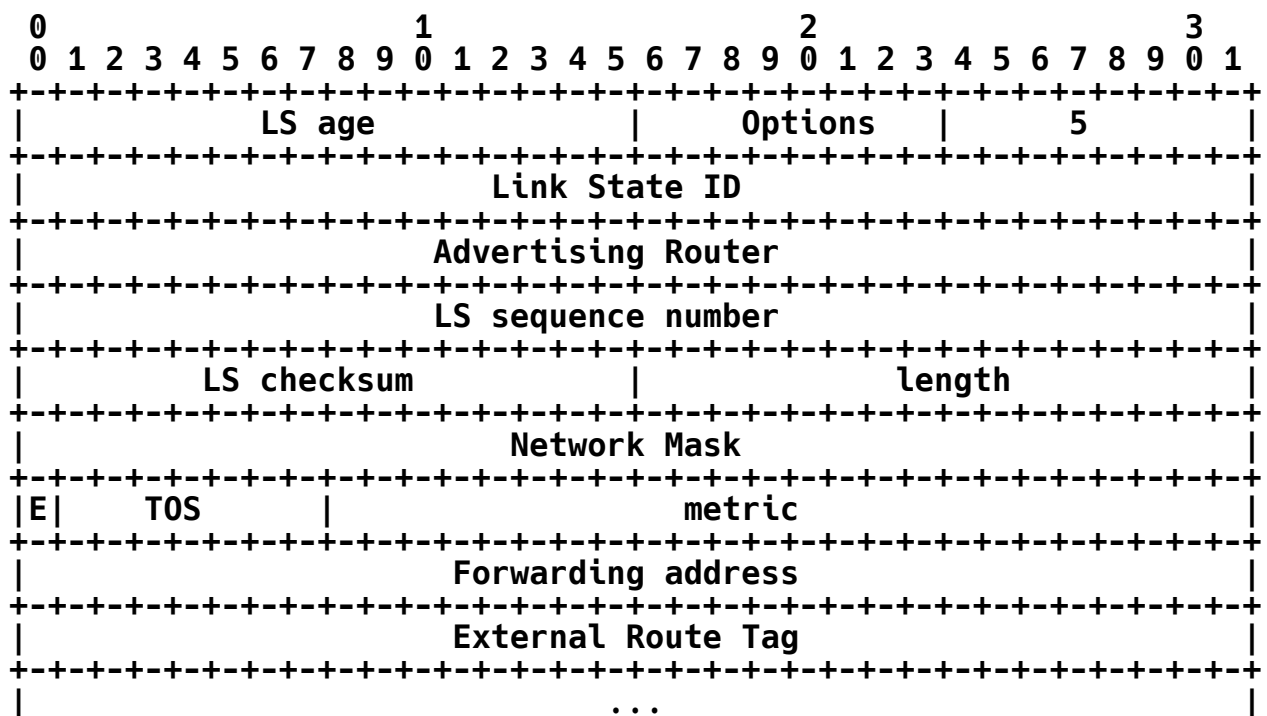 0                   1                   2                   3
 0 1 2 3 4 5 6 7 8 9 0 1 2 3 4 5 6 7 8 9 0 1 2 3 4 5 6 7 8 9 0 1
+-+-+-+-+-+-+-+-+-+-+-+-+-+-+-+-+-+-+-+-+-+-+-+-+-+-+-+-+-+-+-+-+
|            LS age             |     Options   |      5        |
+-+-+-+-+-+-+-+-+-+-+-+-+-+-+-+-+-+-+-+-+-+-+-+-+-+-+-+-+-+-+-+-+
|                        Link State ID                          |
+-+-+-+-+-+-+-+-+-+-+-+-+-+-+-+-+-+-+-+-+-+-+-+-+-+-+-+-+-+-+-+-+
|                     Advertising Router                        |
+-+-+-+-+-+-+-+-+-+-+-+-+-+-+-+-+-+-+-+-+-+-+-+-+-+-+-+-+-+-+-+-+
|                     LS sequence number                        |
+-+-+-+-+-+-+-+-+-+-+-+-+-+-+-+-+-+-+-+-+-+-+-+-+-+-+-+-+-+-+-+-+
|         LS checksum           |             length            |
+-+-+-+-+-+-+-+-+-+-+-+-+-+-+-+-+-+-+-+-+-+-+-+-+-+-+-+-+-+-+-+-+
|                         Network Mask                          |
+-+-+-+-+-+-+-+-+-+-+-+-+-+-+-+-+-+-+-+-+-+-+-+-+-+-+-+-+-+-+-+-+
|E|    TOS      |                  metric                       |
+-+-+-+-+-+-+-+-+-+-+-+-+-+-+-+-+-+-+-+-+-+-+-+-+-+-+-+-+-+-+-+-+
|                      Forwarding address                       |
+-+-+-+-+-+-+-+-+-+-+-+-+-+-+-+-+-+-+-+-+-+-+-+-+-+-+-+-+-+-+-+-+
|                      External Route Tag                       |
+-+-+-+-+-+-+-+-+-+-+-+-+-+-+-+-+-+-+-+-+-+-+-+-+-+-+-+-+-+-+-+-+
|                              ...                              |